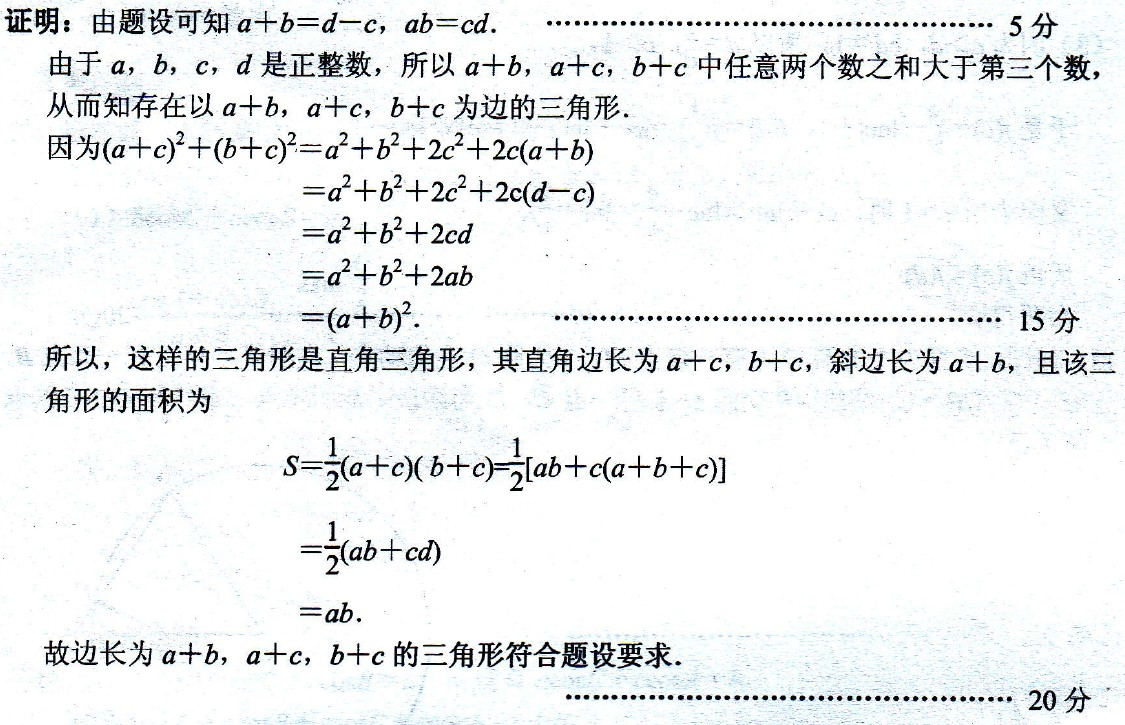 证明：由题设可知 a＋b＝d－c，ab＝cd． ………………………………………… 5 分
由于 a，b，c，d 是正整数，所以 a＋b，a＋c，b＋c 中任意两个数之和大于第三个数，
从而知存在以 a＋b，a＋c，b＋c 为边的三角形．
因为(a＋c)²＋(b＋c)²＝a²＋b²＋2c²＋2c(a＋b)
＝a²＋b²＋2c²＋2c(d－c)
＝a²＋b²＋2cd
＝a²＋b²＋2ab
＝(a＋b)²． ………………………………………… 15 分
所以，这样的三角形是直角三角形，其直角边长为 a＋c，b＋c，斜边长为 a＋b，且该三
角形的面积为
S＝½(a＋c)( b＋c)＝½[ab＋c(a＋b＋c)]
＝½(ab＋cd)
＝ab．
故边长为 a＋b，a＋c，b＋c 的三角形符合题设要求．
………………………………………… 20 分